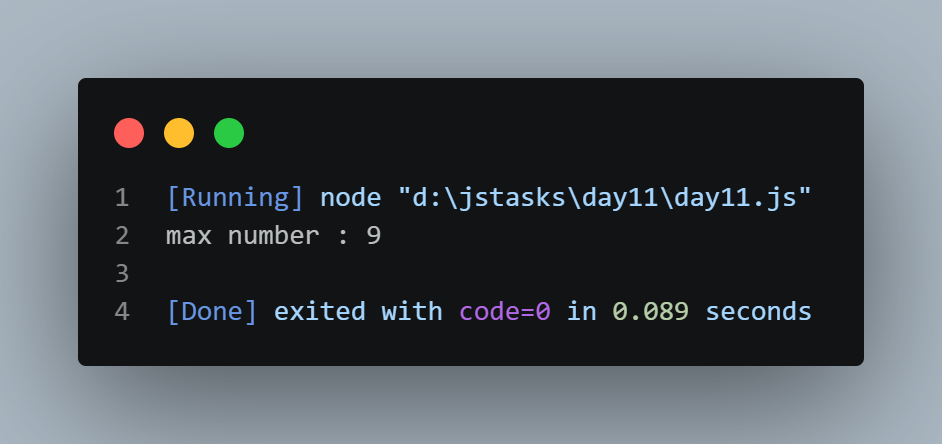 1 [Running] node "d:\jstasks\day11\day11.js"
2 max number : 9
3
4 [Done] exited with code=0 in 0.089 seconds